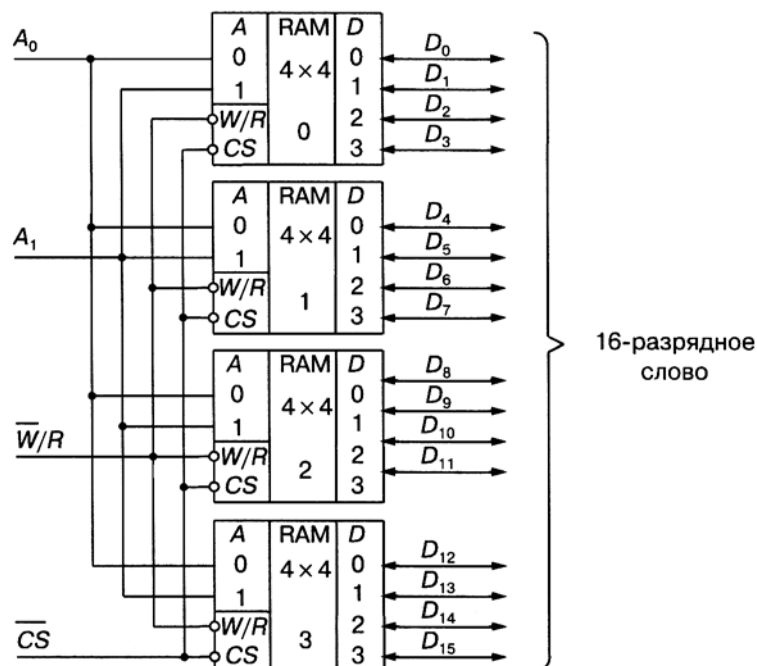 A RAM D
A₀ 0 4×4 0 D₀
1 1 D₁
W/R 0 2 D₂
CS 3 D₃
A RAM D
0 4×4 0 D₄
A₁ 1 1 D₅
W/R 1 2 D₆
CS 3 D₇
16-разрядное
слово
A RAM D
0 4×4 0 D₈
1 1 D₉
W̅/R W/R 2 2 D₁₀
CS 3 D₁₁
A RAM D
0 4×4 0 D₁₂
1 1 D₁₃
W/R 3 2 D₁₄
C̅S̅ CS 3 D₁₅